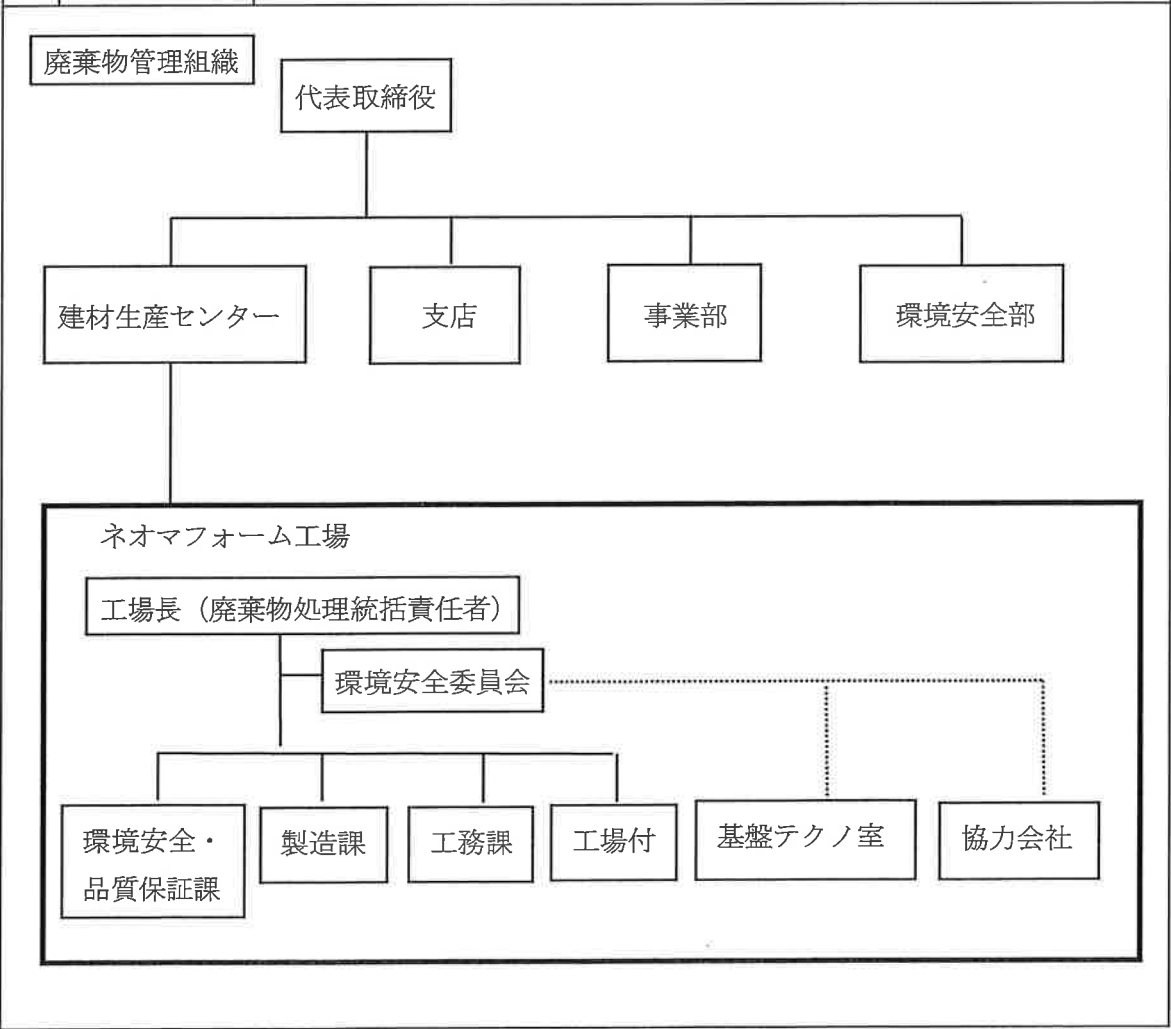 廃棄物管理組織
代表取締役
建材生産センター
支店
事業部
環境安全部
ネオマフォーム工場
工場長（廃棄物処理統括責任者）
環境安全委員会
環境安全・
品質保証課
製造課
工務課
工場付
基盤テクノ室
協力会社